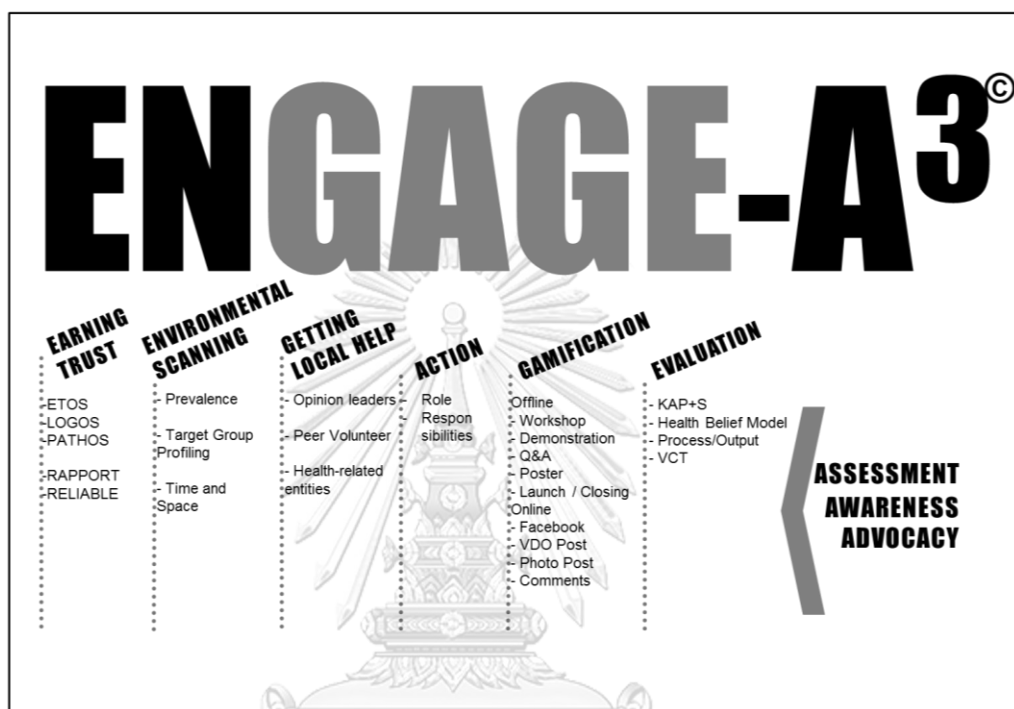 ENGAGE-A3©
EARNING
TRUST
-ETOS
-LOGOS
-PATHOS
-RAPPORT
-RELIABLE
ENVIRONMENTAL
SCANNING
- Prevalence
- Target Group
Profiling
- Time and
Space
GETTING
LOCAL HELP
- Opinion leaders
- Peer Volunteer
- Health-related
entities
ACTION
- Role
- Respon
sibilities
GAMIFICATION
Offline
- Workshop
- Demonstration
- Q&A
- Poster
- Launch / Closing
Online
- Facebook
- VDO Post
- Photo Post
- Comments
EVALUATION
- KAP+S
- Health Belief Model
- Process/Output
- VCT
ASSESSMENT
AWARENESS
ADVOCACY